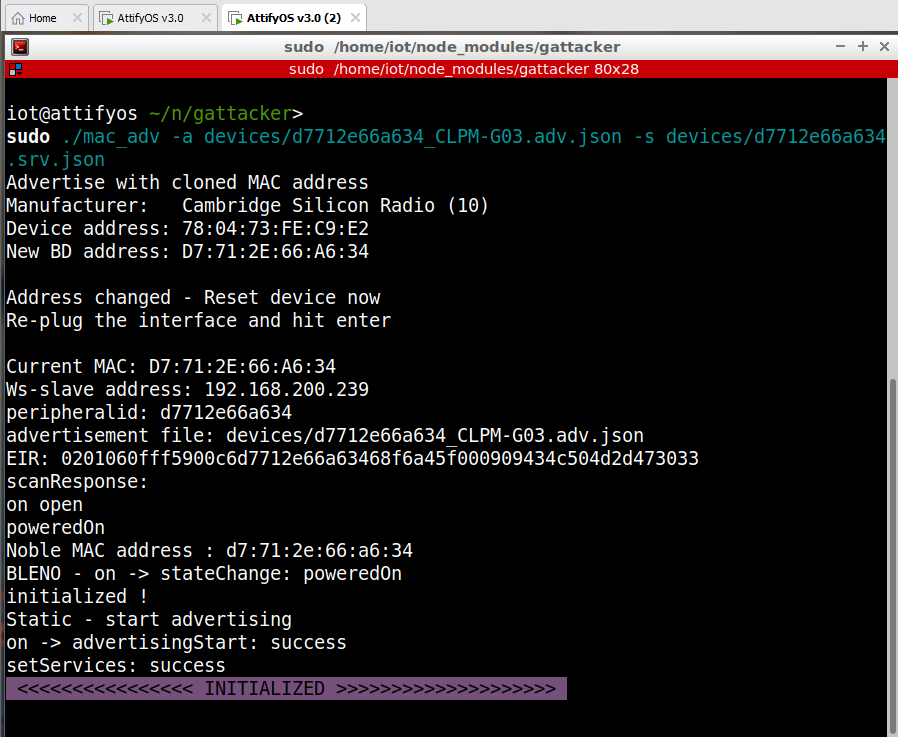 Home
AttifyOS v3.0
AttifyOS v3.0 (2)
sudo /home/iot/node_modules/gattacker
sudo /home/iot/node_modules/gattacker 80x28
iot@attifyos ~/n/gattacker>
sudo ./mac_adv -a devices/d7712e66a634_CLPM-G03.adv.json -s devices/d7712e66a634
.srv.json
Advertise with cloned MAC address
Manufacturer:   Cambridge Silicon Radio (10)
Device address: 78:04:73:FE:C9:E2
New BD address: D7:71:2E:66:A6:34
Address changed - Reset device now
Re-plug the interface and hit enter
Current MAC: D7:71:2E:66:A6:34
Ws-slave address: 192.168.200.239
peripheralid: d7712e66a634
advertisement file: devices/d7712e66a634_CLPM-G03.adv.json
EIR: 0201060fff5900c6d7712e66a63468f6a45f000909434c504d2d473033
scanResponse:
on open
poweredOn
Noble MAC address : d7:71:2e:66:a6:34
BLENO - on -> stateChange: poweredOn
initialized !
Static - start advertising
on -> advertisingStart: success
setServices: success
<<<<<<<<<<<<<<<< INITIALIZED >>>>>>>>>>>>>>>>>>>>